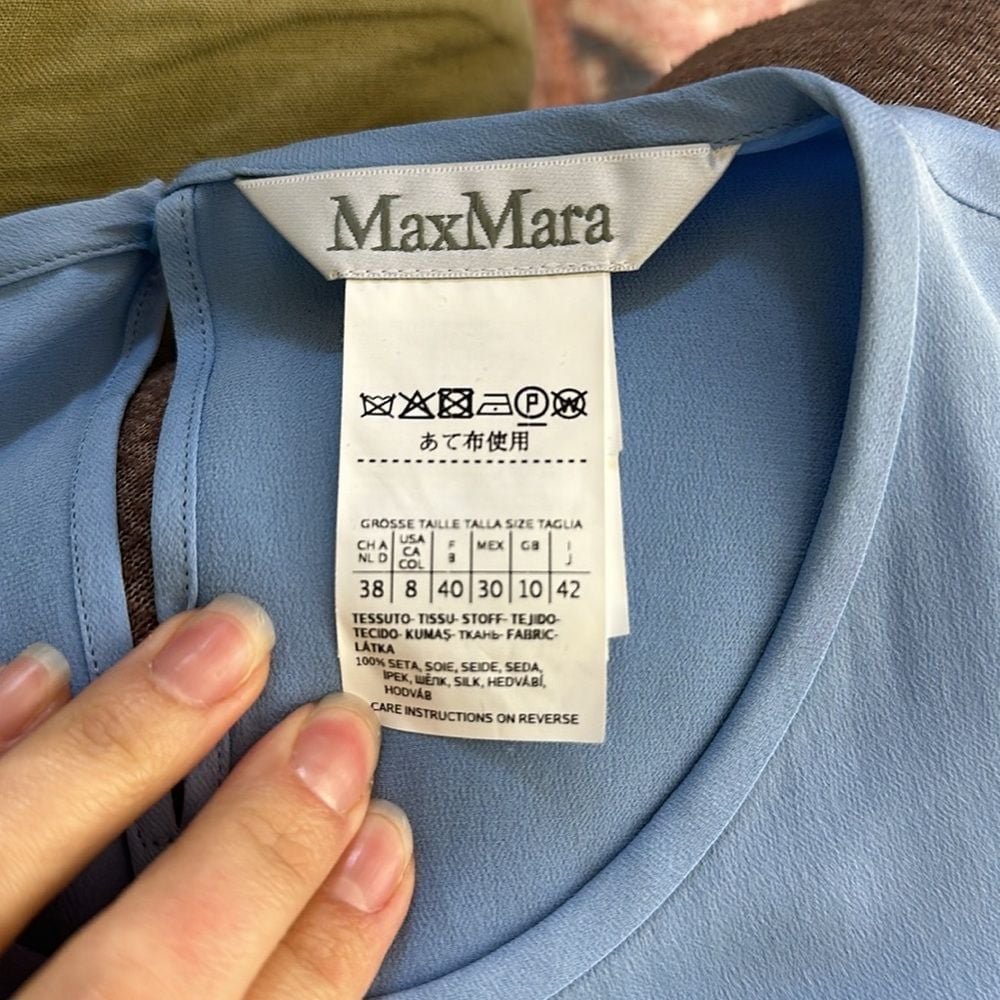 MaxMara
P W
あて布使用
GROSSE TAILLE TALLA SIZE TAGLIA
CH A NL D USA CA COL F B MEX GB I J
38 8 40 30 10 42
TESSUTO- TISSU- STOFF- TEJIDO-
TECIDO- KUMAŞ- ТКАНЬ- FABRIC-
LÁTKA
100% SETA, SOIE, SEIDE, SEDA,
IPEK, ШЁЛК, SILK, HEDVÁBÍ,
HODVÁB
CARE INSTRUCTIONS ON REVERSE